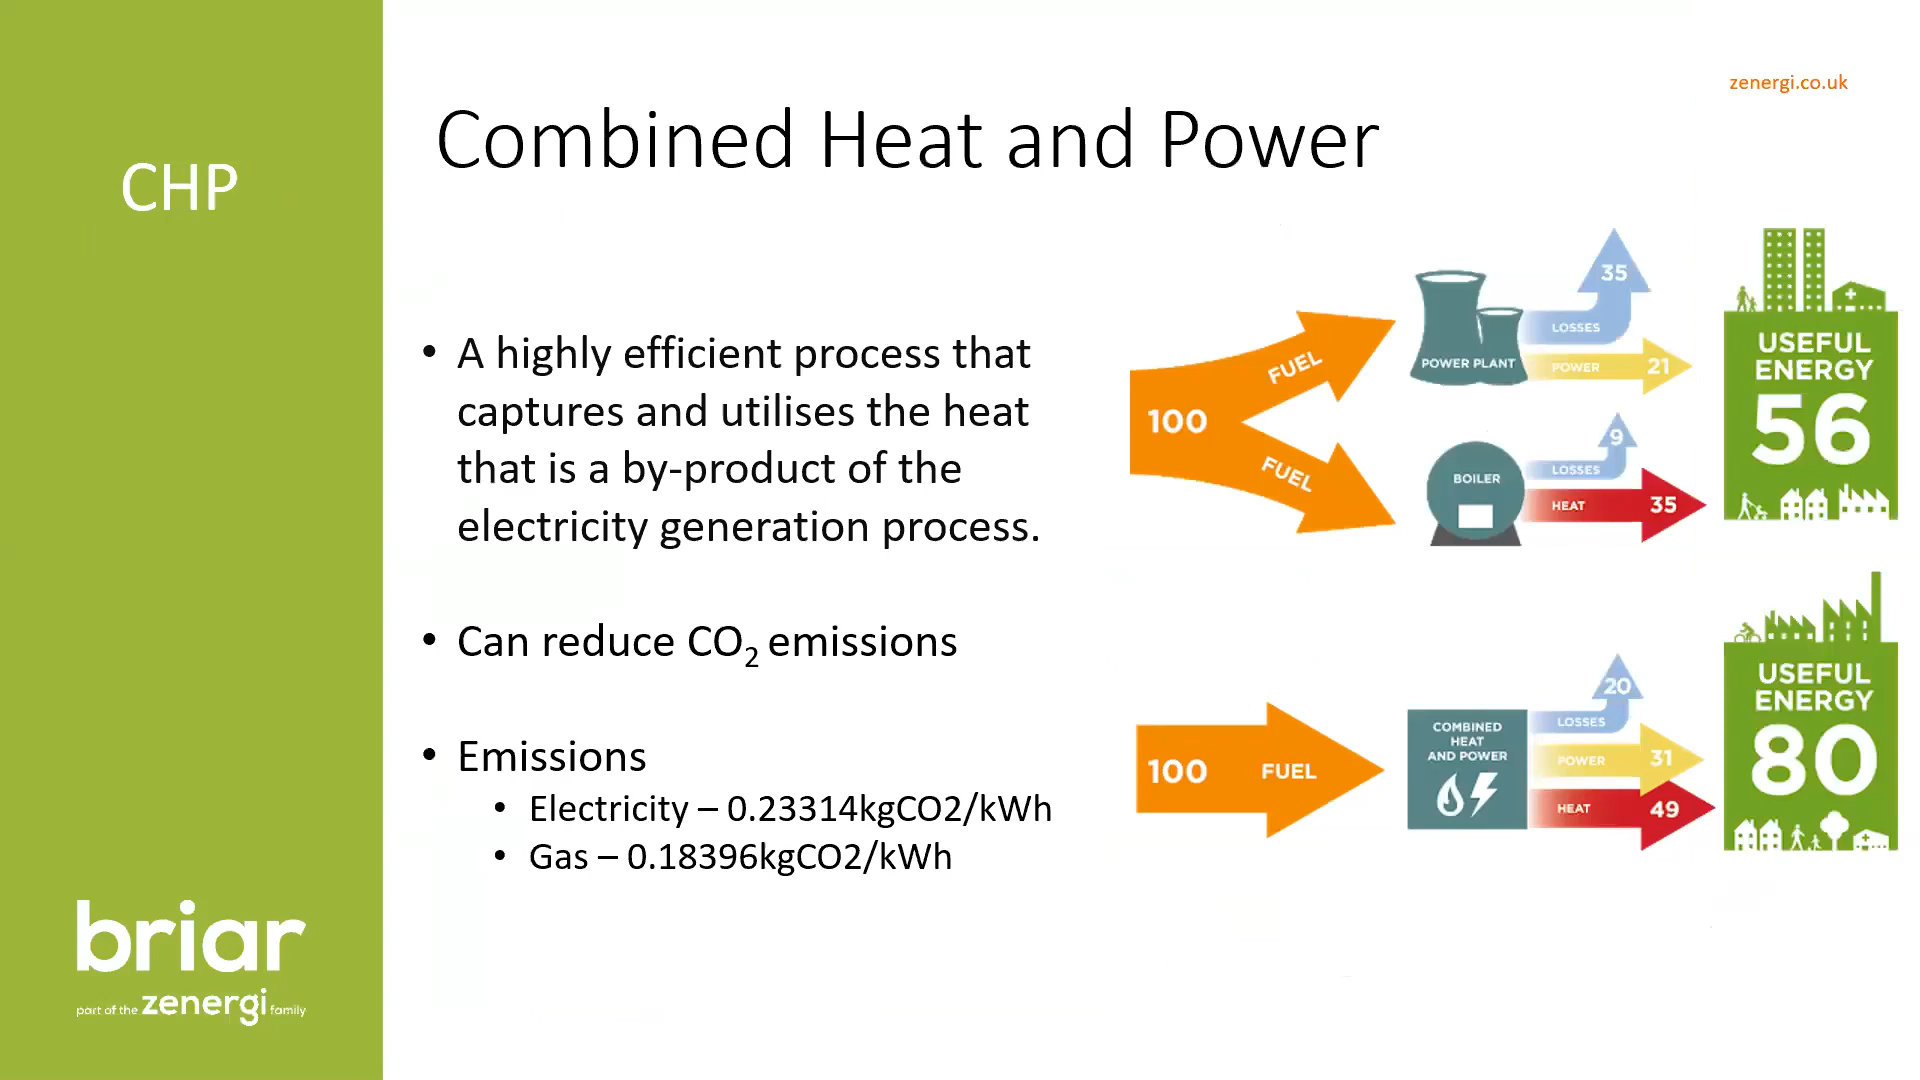 zenergi.co.uk
CHP
Combined Heat and Power
• A highly efficient process that
captures and utilises the heat
that is a by-product of the
electricity generation process.
• Can reduce CO₂ emissions
• Emissions
• Electricity – 0.23314kgCO2/kWh
• Gas – 0.18396kgCO2/kWh
100
FUEL
FUEL
POWER PLANT
35
LOSSES
POWER 21
BOILER
9
LOSSES
HEAT 35
USEFUL
ENERGY
56
100 FUEL
COMBINED
HEAT
AND POWER
20
LOSSES
POWER 31
HEAT 49
USEFUL
ENERGY
80
briar
part of the zenergi family